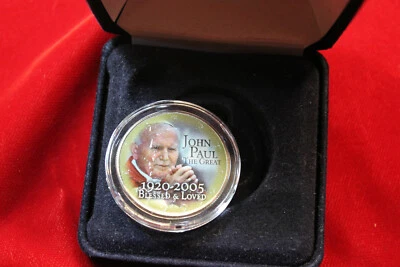 JOHN
PAUL
THE GREAT
1920-2005
BLESSED & LOVED